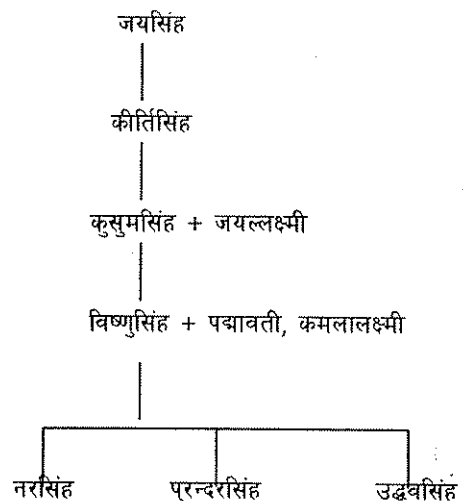 जयसिंह
कीर्तिसिंह
कुसुमसिंह + जयल्लक्ष्मी
विष्णुसिंह + पद्मावती, कमलालक्ष्मी
नरसिंह पुरन्दरसिंह उद्धवसिंह